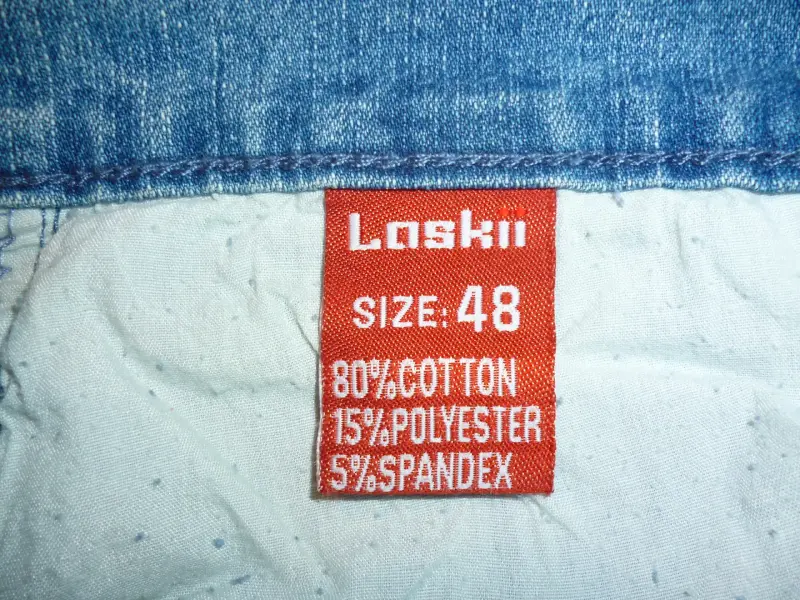 Laskii
SIZE: 48
80%COTTON
15%POLYESTER
5%SPANDEX